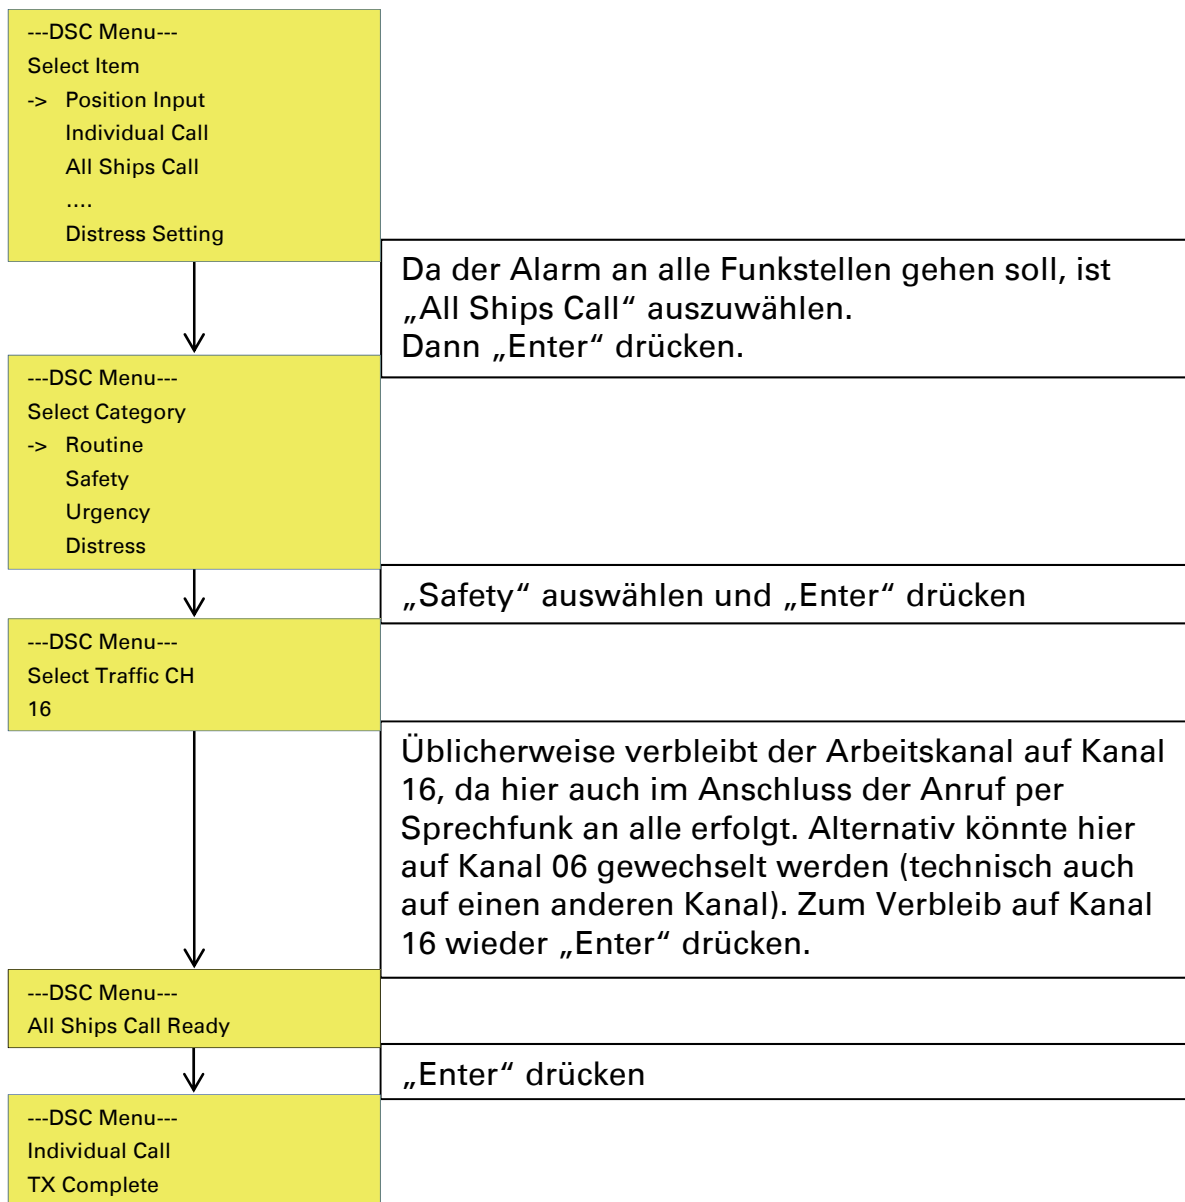 ---DSC Menu---
Select Item
-> Position Input
Individual Call
All Ships Call
....
Distress Setting
Da der Alarm an alle Funkstellen gehen soll, ist
„All Ships Call“ auszuwählen.
Dann „Enter“ drücken.
---DSC Menu---
Select Category
-> Routine
Safety
Urgency
Distress
„Safety“ auswählen und „Enter“ drücken
---DSC Menu---
Select Traffic CH
16
Üblicherweise verbleibt der Arbeitskanal auf Kanal
16, da hier auch im Anschluss der Anruf per
Sprechfunk an alle erfolgt. Alternativ könnte hier
auf Kanal 06 gewechselt werden (technisch auch
auf einen anderen Kanal). Zum Verbleib auf Kanal
16 wieder „Enter“ drücken.
---DSC Menu---
All Ships Call Ready
„Enter“ drücken
---DSC Menu---
Individual Call
TX Complete